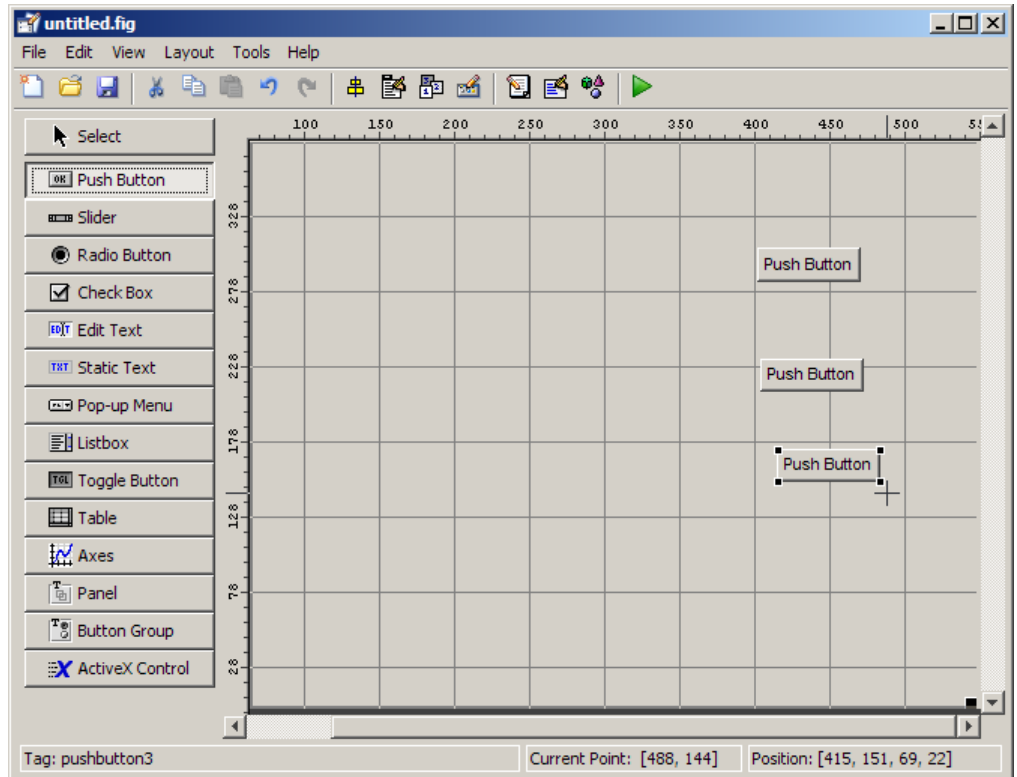 untitled.fig
File Edit View Layout Tools Help
Select
Push Button
Slider
Radio Button
Check Box
EDIT Edit Text
TXT Static Text
Pop-up Menu
Listbox
TGL Toggle Button
Table
Axes
Panel
Button Group
ActiveX Control
100 150 200 250 300 350 400 450 500
328
278
228
178
128
78
28
Push Button
Push Button
Push Button
Tag: pushbutton3 Current Point: [488, 144] Position: [415, 151, 69, 22]